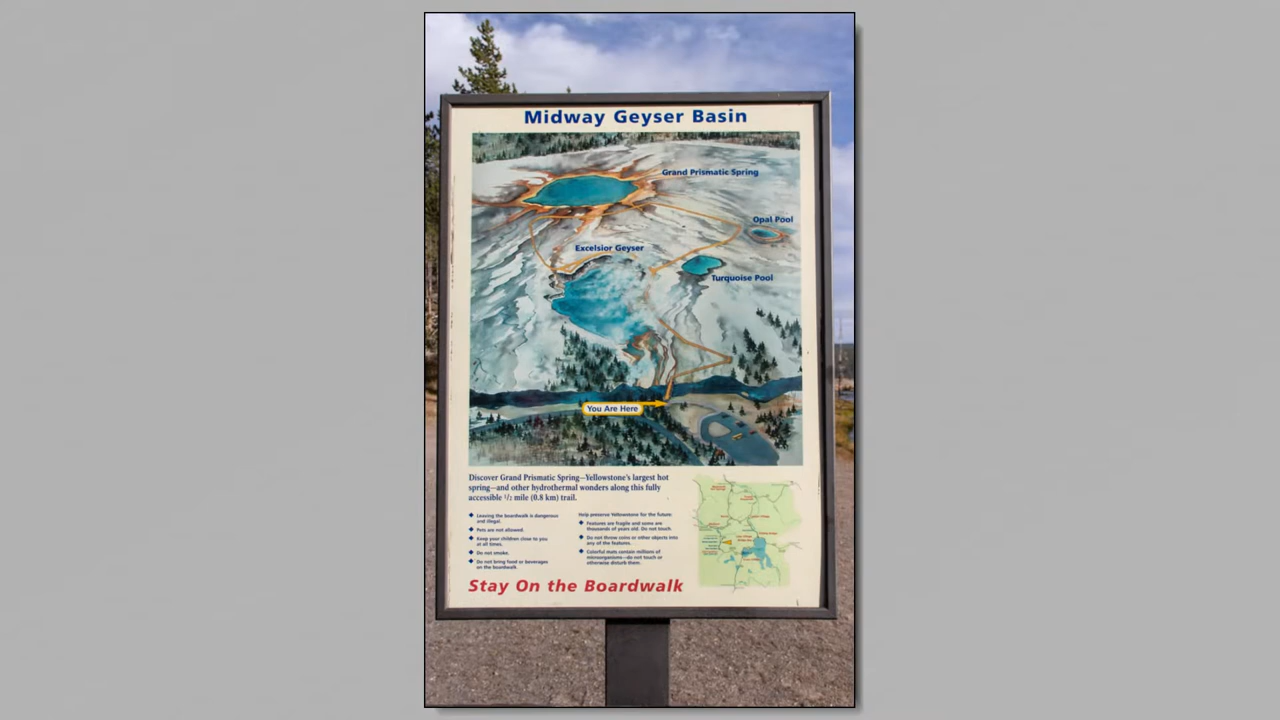 Midway Geyser Basin
Grand Prismatic Spring
Opal Pool
Excelsior Geyser
Turquoise Pool
You Are Here
Discover Grand Prismatic Spring—Yellowstone's largest hot
spring—and other hydrothermal wonders along this fully
accessible 1/2 mile (0.8 km) trail.
Leaving the boardwalk is dangerous
and illegal.
Pets are not allowed.
Keep your children close to you
at all times.
Do not smoke.
Do not bring food or beverages
on the boardwalk.
Help preserve Yellowstone for the future:
Features are fragile and some are
thousands of years old. Do not touch.
Do not throw coins or other objects into
any of the features.
Colorful mats contain millions of
microorganisms—do not touch or
otherwise disturb them.
Stay On the Boardwalk